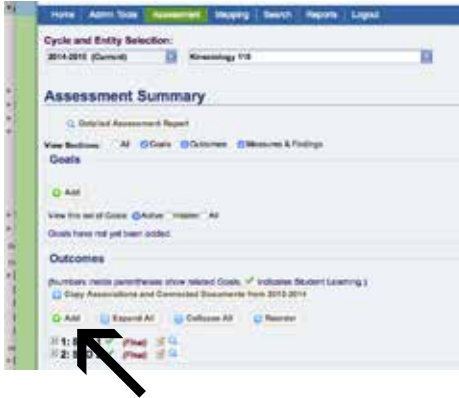 Home Admin Tools Assessment Mapping Search Reports Logout
Cycle and Entity Selection:
2014-2015 (Current) Kinesiology 110
Assessment Summary
Detailed Assessment Report
View Sections: All Goals Outcomes Measures & Findings
Goals
Add
View this set of Goals: Active Hidden All
Goals have not yet been added.
Outcomes
(Numbers inside parentheses show related Goals. ✓ indicates Student Learning.)
Copy Associations and Connected Documents from 2013-2014
Add Expand All Collapse All Reorder
1: (Final)
2: (Final)